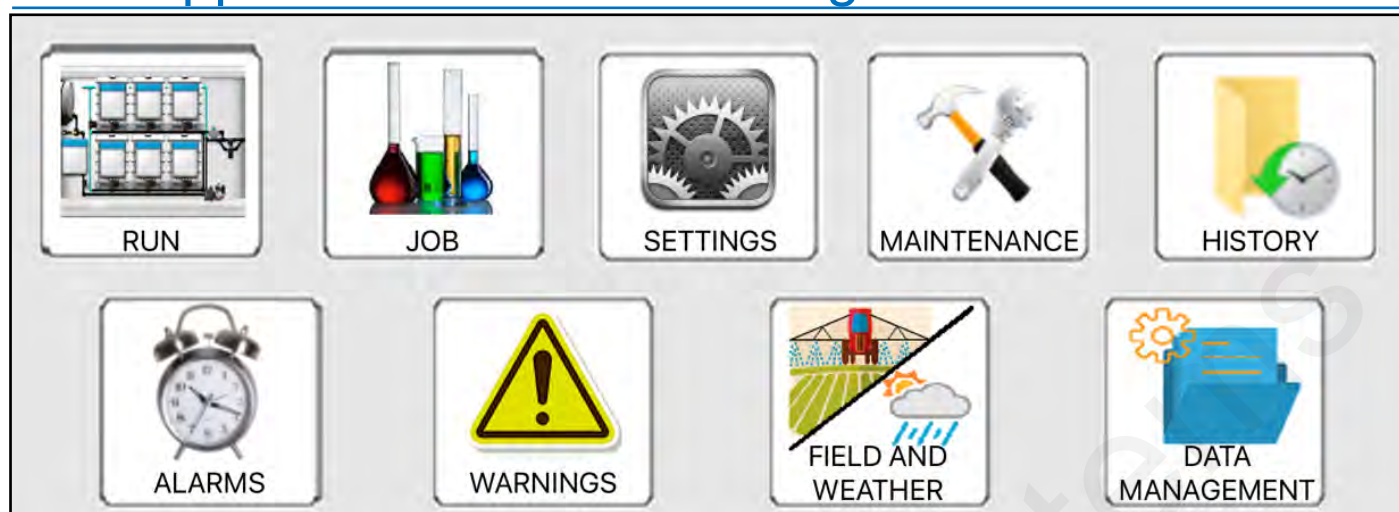 RUN
JOB
SETTINGS
MAINTENANCE
HISTORY
ALARMS
WARNINGS
FIELD AND
WEATHER
DATA
MANAGEMENT